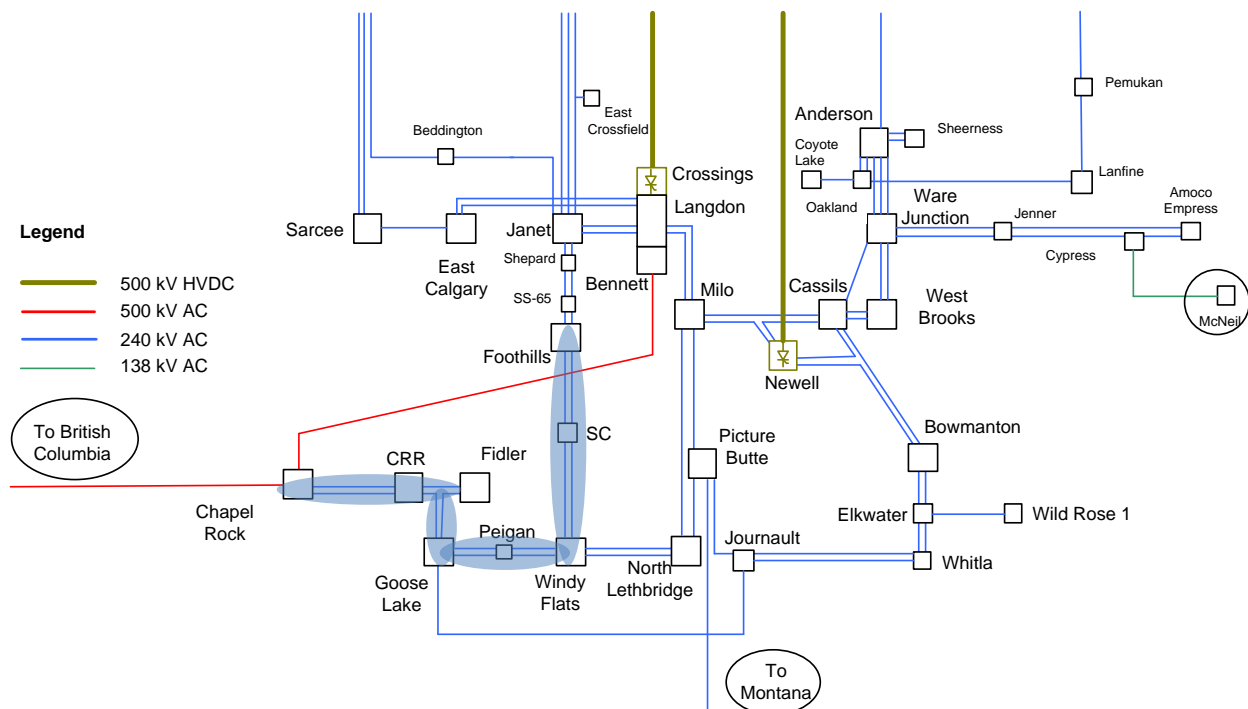 Pemukan
East
Crossfield
Anderson
Sheerness
Beddington
Coyote
Lake
Crossings
Lanfine
Amoco
Empress
Oakland
Ware
Junction
Langdon
Jenner
Sarcee
Janet
Legend
East
Calgary
Shepard
Cypress
Bennett
500 kV HVDC
SS-65
Milo
Cassils
West
Brooks
500 kV AC
McNeil
240 kV AC
Foothills
138 kV AC
Newell
To British
Columbia
SC
Bowmanton
CRR
Fidler
Picture
Butte
Chapel
Rock
Elkwater
Wild Rose 1
Peigan
Journault
Whitla
Goose
Lake
Windy
Flats
North
Lethbridge
To
Montana